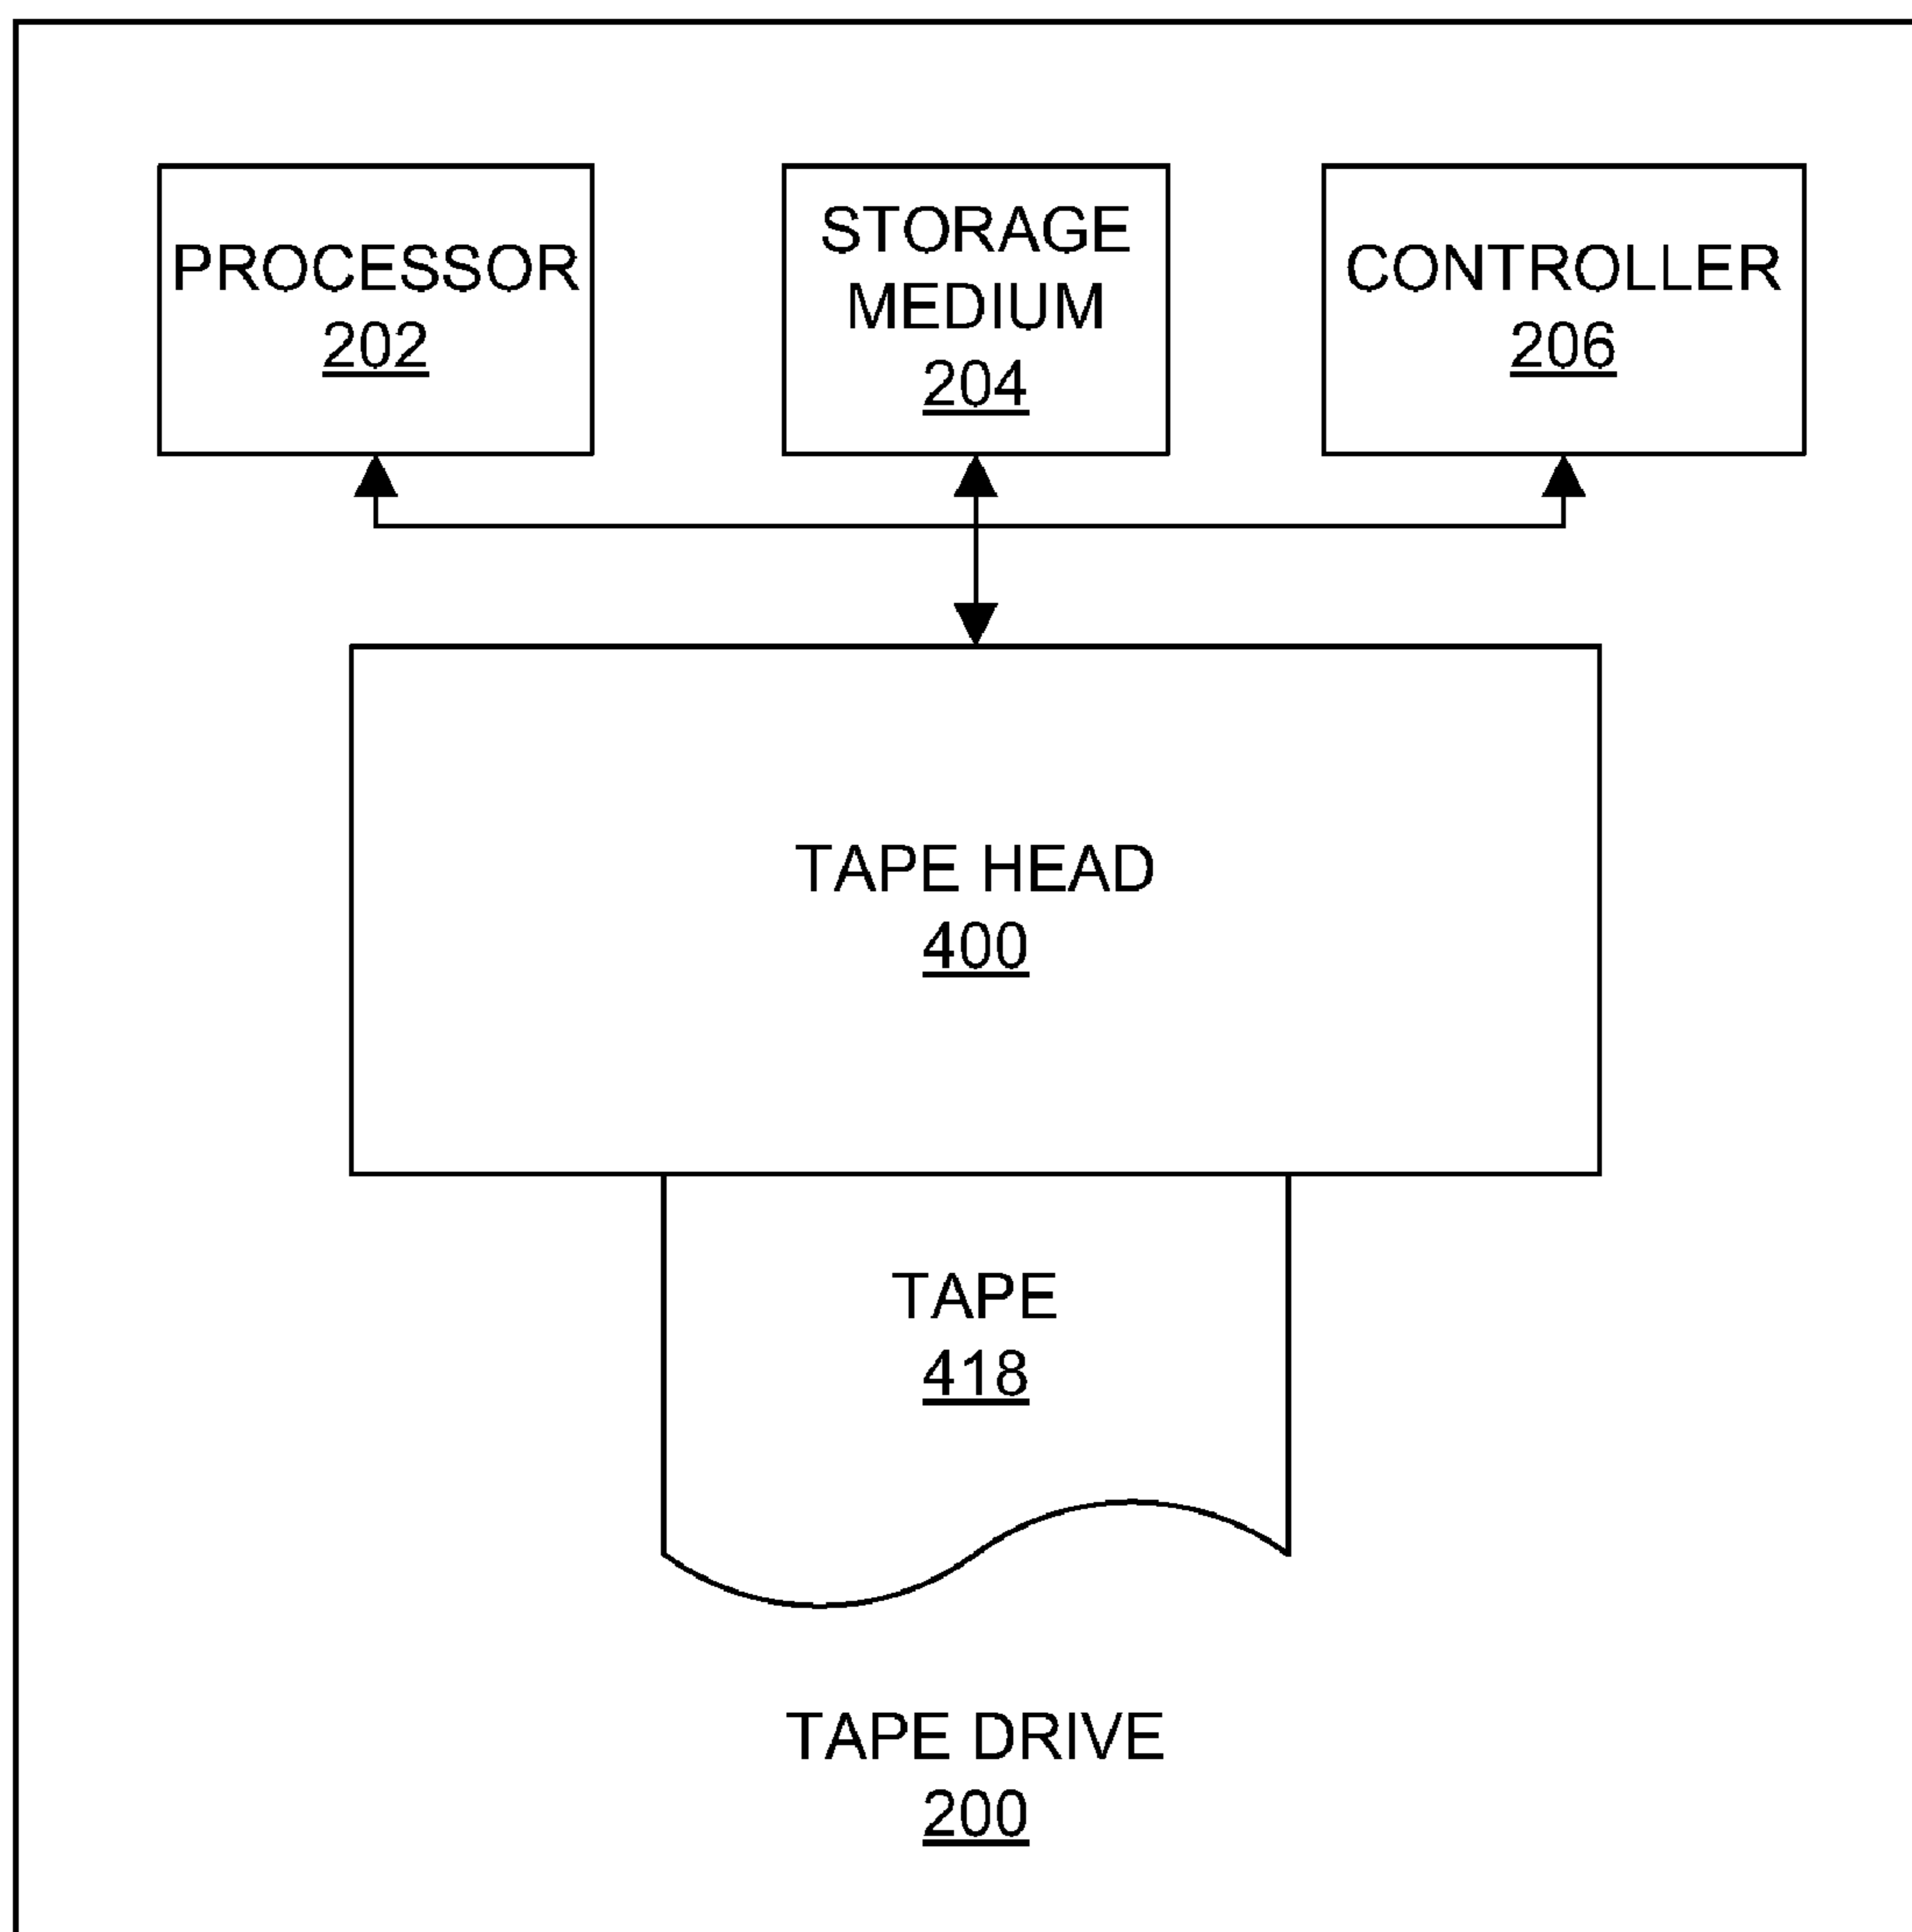 PROCESSOR
202
STORAGE
MEDIUM
204
CONTROLLER
206
TAPE HEAD
400
TAPE
418
TAPE DRIVE
200